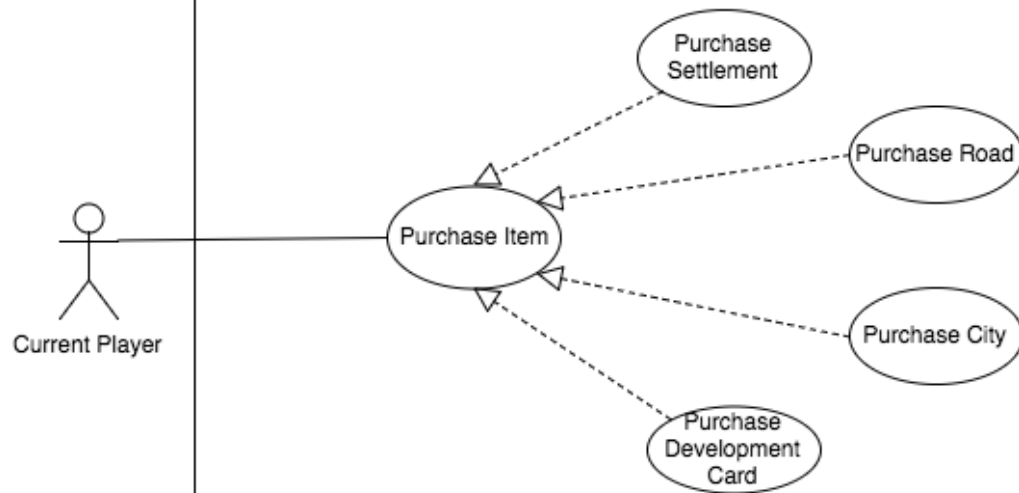 Purchase
Settlement
Purchase Road
Purchase Item
Current Player
Purchase City
Purchase
Development
Card